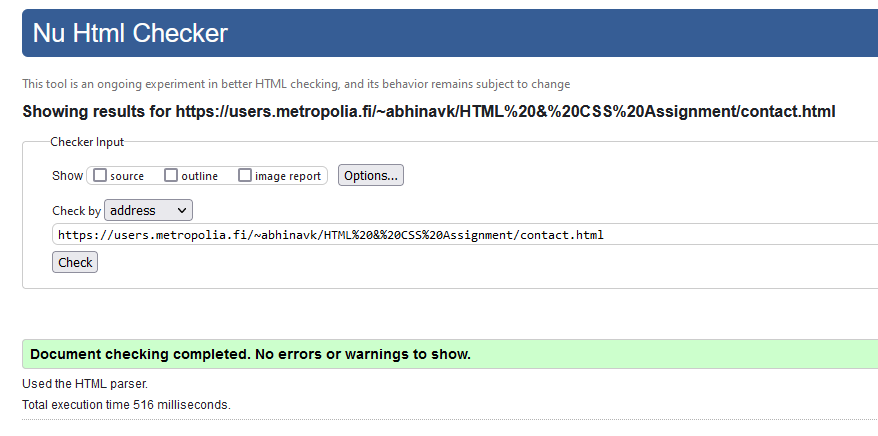 Nu Html Checker
This tool is an ongoing experiment in better HTML checking, and its behavior remains subject to change
Showing results for https://users.metropolia.fi/~abhinavk/HTML%20&%20CSS%20Assignment/contact.html
Checker Input
Show source outline image report Options...
Check by address
https://users.metropolia.fi/~abhinavk/HTML%20&%20CSS%20Assignment/contact.html
Check
Document checking completed. No errors or warnings to show.
Used the HTML parser.
Total execution time 516 milliseconds.